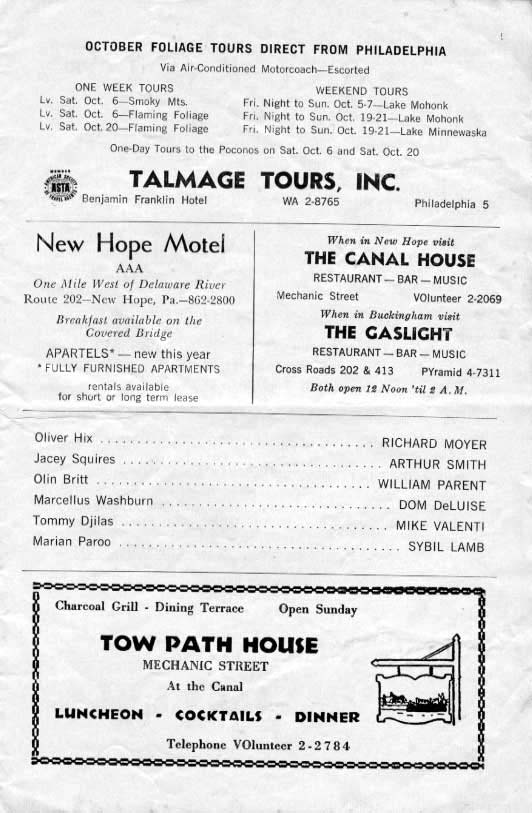 OCTOBER FOLIAGE TOURS DIRECT FROM PHILADELPHIA
Via Air-Conditioned Motorcoach—Escorted
ONE WEEK TOURS
Lv. Sat. Oct. 6—Smoky Mts.
Lv. Sat. Oct. 6—Flaming Foliage
Lv. Sat. Oct. 20—Flaming Foliage
WEEKEND TOURS
Fri. Night to Sun. Oct. 5-7—Lake Mohonk
Fri. Night to Sun. Oct. 19-21—Lake Mohonk
Fri. Night to Sun. Oct. 19-21—Lake Minnewaska
One-Day Tours to the Poconos on Sat. Oct. 6 and Sat. Oct. 20
MEMBER
AMERICAN SOCIETY
ASTA
OF TRAVEL AGENTS
TALMAGE TOURS, INC.
Benjamin Franklin Hotel WA 2-8765 Philadelphia 5
New Hope Motel
AAA
One Mile West of Delaware River
Route 202—New Hope, Pa.—862-2800
Breakfast available on the
Covered Bridge
APARTELS* — new this year
* FULLY FURNISHED APARTMENTS
rentals available
for short or long term lease
When in New Hope visit
THE CANAL HOUSE
RESTAURANT — BAR — MUSIC
Mechanic Street VOlunteer 2-2069
When in Buckingham visit
THE GASLIGHT
RESTAURANT — BAR — MUSIC
Cross Roads 202 & 413 PYramid 4-7311
Both open 12 Noon 'til 2 A.M.
Oliver Hix . . . . . . . . . . . . . . . . . . . . RICHARD MOYER
Jacey Squires . . . . . . . . . . . . . . . . . . . . ARTHUR SMITH
Olin Britt . . . . . . . . . . . . . . . . . . . . WILLIAM PARENT
Marcellus Washburn . . . . . . . . . . . . . . . . . . . . DOM DeLUISE
Tommy Djilas . . . . . . . . . . . . . . . . . . . . MIKE VALENTI
Marian Paroo . . . . . . . . . . . . . . . . . . . . SYBIL LAMB
Charcoal Grill - Dining Terrace Open Sunday
TOW PATH HOUSE
MECHANIC STREET
At the Canal
LUNCHEON - COCKTAILS - DINNER
Telephone VOlunteer 2-2784